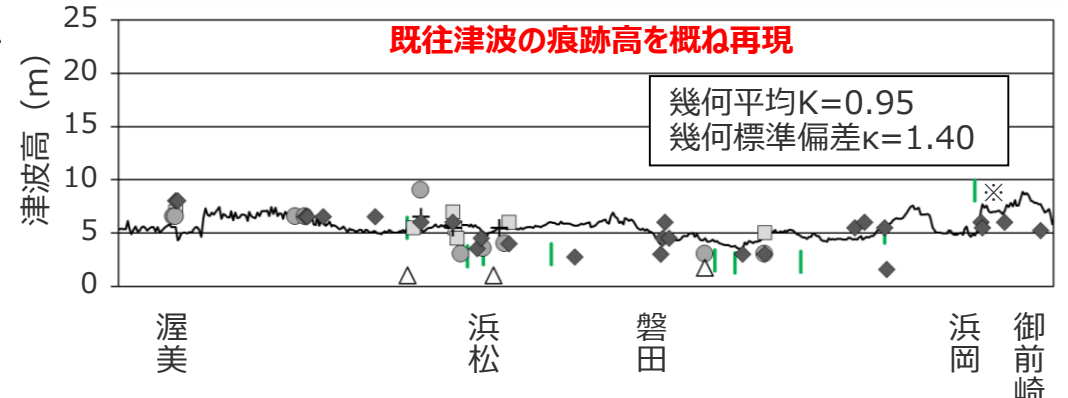 既往津波の痕跡高を概ね再現
幾何平均K=0.95
幾何標準偏差κ=1.40
津波高（m）
25
20
15
10
5
0
※
渥美
浜松
磐田
浜岡
御前崎